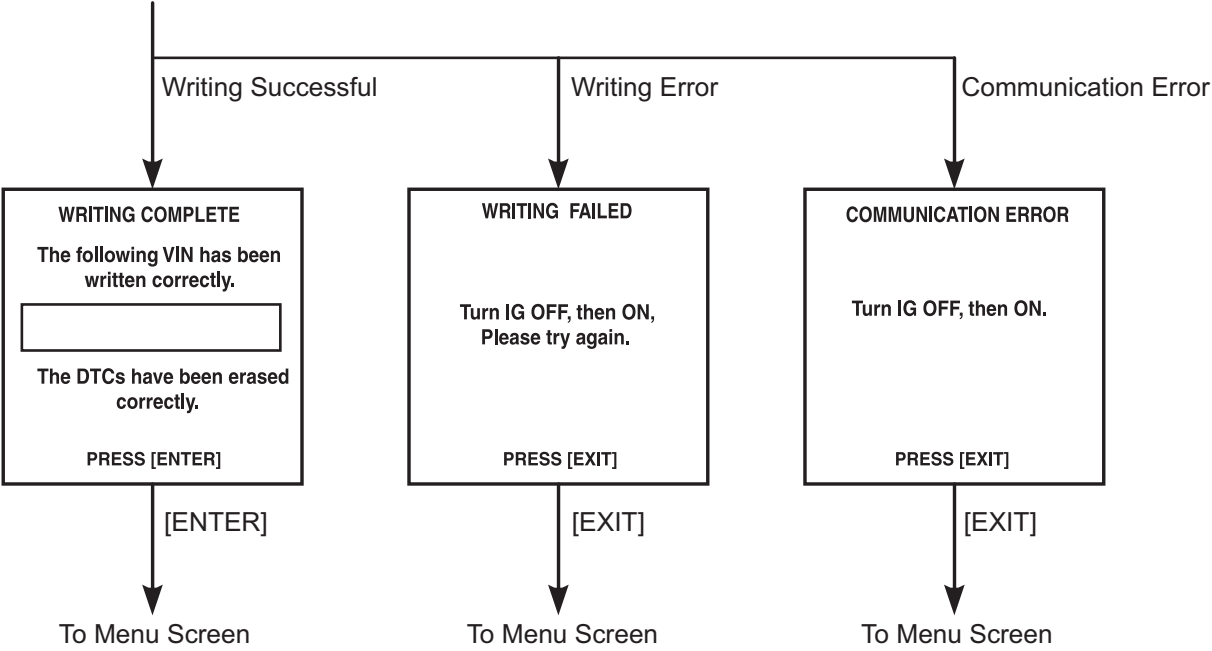 Writing Successful
Writing Error
Communication Error
WRITING COMPLETE
The following VIN has been
written correctly.
The DTCs have been erased
correctly.
PRESS [ENTER]
WRITING FAILED
Turn IG OFF, then ON,
Please try again.
PRESS [EXIT]
COMMUNICATION ERROR
Turn IG OFF, then ON.
PRESS [EXIT]
[ENTER]
[EXIT]
[EXIT]
To Menu Screen
To Menu Screen
To Menu Screen